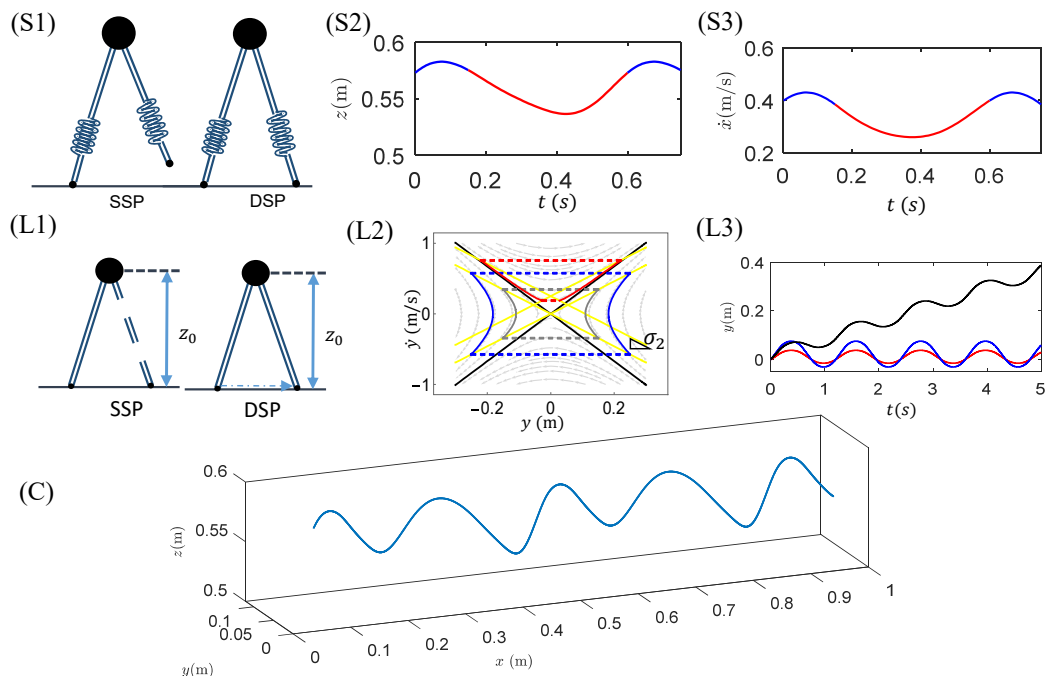 (S1)
SSP
DSP
(S2)
0.6
0.55
0.5
z(m)
0
0.2
0.4
0.6
t (s)
(S3)
0.6
0.4
0.2
ẋ(m/s)
0
0.2
0.4
0.6
t (s)
(L1)
z₀
z₀
SSP
DSP
(L2)
1
0
−1
ẏ (m/s)
σ₂
−0.2
0
0.2
y (m)
(L3)
0.4
0.2
0
y(m)
0
1
2
3
4
5
t(s)
(C)
0.6
0.55
0.5
z(m)
0.1
0.05
0
y(m)
0
0.1
0.2
0.3
0.4
0.5
0.6
0.7
0.8
0.9
1
x (m)